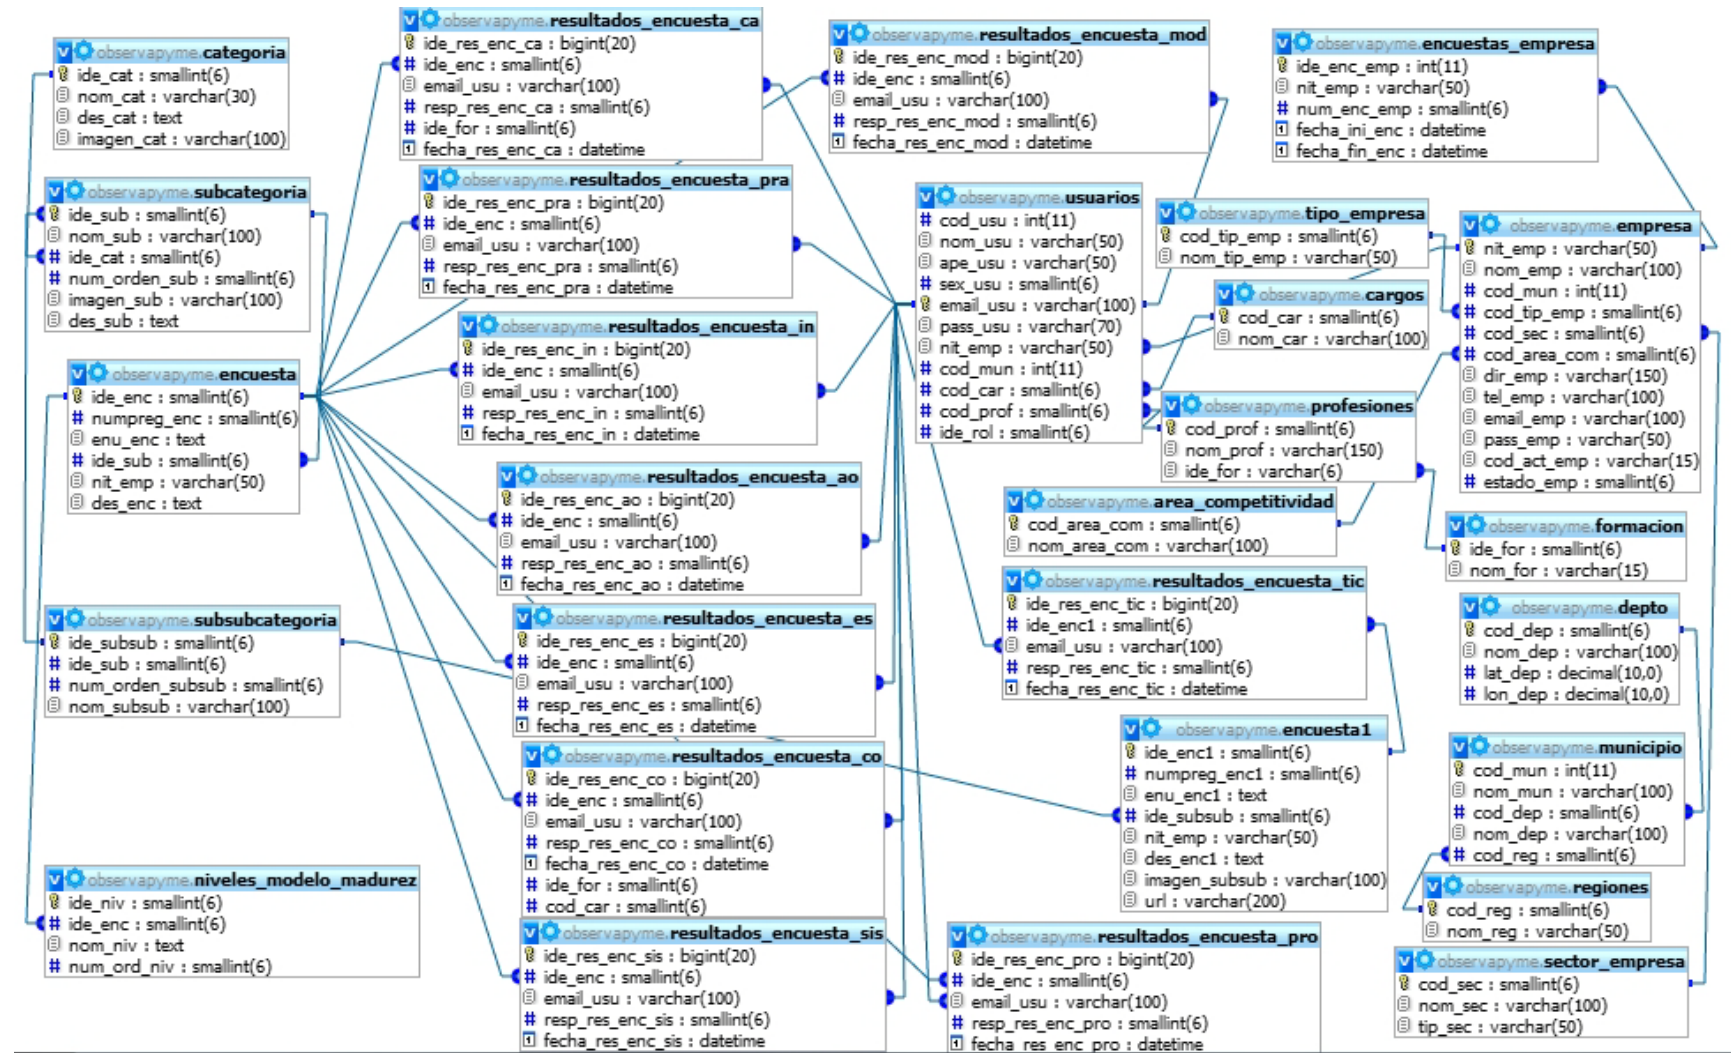 observapyme.categoria
ide_cat : smallint(6)
nom_cat : varchar(30)
des_cat : text
imagen_cat : varchar(100)
observapyme.subcategoria
ide_sub : smallint(6)
nom_sub : varchar(100)
ide_cat : smallint(6)
num_orden_sub : smallint(6)
imagen_sub : varchar(100)
des_sub : text
observapyme.encuesta
ide_enc : smallint(6)
numpreg_enc : smallint(6)
enu_enc : text
ide_sub : smallint(6)
nit_emp : varchar(50)
des_enc : text
observapyme.subsubcategoria
ide_subsub : smallint(6)
ide_sub : smallint(6)
num_orden_subsub : smallint(6)
nom_subsub : varchar(100)
observapyme.niveles_modelo_madurez
ide_niv : smallint(6)
ide_enc : smallint(6)
nom_niv : text
num_ord_niv : smallint(6)
observapyme.resultados_encuesta_ca
ide_res_enc_ca : bigint(20)
ide_enc : smallint(6)
email_usu : varchar(100)
resp_res_enc_ca : smallint(6)
ide_for : smallint(6)
fecha_res_enc_ca : datetime
observapyme.resultados_encuesta_pra
ide_res_enc_pra : bigint(20)
ide_enc : smallint(6)
email_usu : varchar(100)
resp_res_enc_pra : smallint(6)
fecha_res_enc_pra : datetime
observapyme.resultados_encuesta_in
ide_res_enc_in : bigint(20)
ide_enc : smallint(6)
email_usu : varchar(100)
resp_res_enc_in : smallint(6)
fecha_res_enc_in : datetime
observapyme.resultados_encuesta_ao
ide_res_enc_ao : bigint(20)
ide_enc : smallint(6)
email_usu : varchar(100)
resp_res_enc_ao : smallint(6)
fecha_res_enc_ao : datetime
observapyme.resultados_encuesta_es
ide_res_enc_es : bigint(20)
ide_enc : smallint(6)
email_usu : varchar(100)
resp_res_enc_es : smallint(6)
fecha_res_enc_es : datetime
observapyme.resultados_encuesta_co
ide_res_enc_co : bigint(20)
ide_enc : smallint(6)
email_usu : varchar(100)
resp_res_enc_co : smallint(6)
fecha_res_enc_co : datetime
ide_for : smallint(6)
cod_car : smallint(6)
observapyme.resultados_encuesta_sis
ide_res_enc_sis : bigint(20)
ide_enc : smallint(6)
email_usu : varchar(100)
resp_res_enc_sis : smallint(6)
fecha_res_enc_sis : datetime
observapyme.resultados_encuesta_mod
ide_res_enc_mod : bigint(20)
ide_enc : smallint(6)
email_usu : varchar(100)
resp_res_enc_mod : smallint(6)
fecha_res_enc_mod : datetime
observapyme.usuarios
cod_usu : int(11)
nom_usu : varchar(50)
ape_usu : varchar(50)
sex_usu : smallint(6)
email_usu : varchar(100)
pass_usu : varchar(70)
nit_emp : varchar(50)
cod_mun : int(11)
cod_car : smallint(6)
cod_prof : smallint(6)
ide_rol : smallint(6)
observapyme.tipo_empresa
cod_tip_emp : smallint(6)
nom_tip_emp : varchar(50)
observapyme.cargos
cod_car : smallint(6)
nom_car : varchar(100)
observapyme.profesiones
cod_prof : smallint(6)
nom_prof : varchar(150)
ide_for : varchar(6)
observapyme.area_competitividad
cod_area_com : smallint(6)
nom_area_com : varchar(100)
observapyme.resultados_encuesta_tic
ide_res_enc_tic : bigint(20)
ide_enc1 : smallint(6)
email_usu : varchar(100)
resp_res_enc_tic : smallint(6)
fecha_res_enc_tic : datetime
observapyme.encuesta1
ide_enc1 : smallint(6)
numpreg_enc1 : smallint(6)
enu_enc1 : text
ide_subsub : smallint(6)
nit_emp : varchar(50)
des_enc1 : text
imagen_subsub : varchar(100)
url : varchar(200)
observapyme.resultados_encuesta_pro
ide_res_enc_pro : bigint(20)
ide_enc : smallint(6)
email_usu : varchar(100)
resp_res_enc_pro : smallint(6)
fecha_res_enc_pro : datetime
observapyme.encuestas_empresa
ide_enc_emp : int(11)
nit_emp : varchar(50)
num_enc_emp : smallint(6)
fecha_ini_enc : datetime
fecha_fin_enc : datetime
observapyme.empresa
nit_emp : varchar(50)
nom_emp : varchar(100)
cod_mun : int(11)
cod_tip_emp : smallint(6)
cod_sec : smallint(6)
cod_area_com : smallint(6)
dir_emp : varchar(150)
tel_emp : varchar(100)
email_emp : varchar(100)
pass_emp : varchar(50)
cod_act_emp : varchar(15)
estado_emp : smallint(6)
observapyme.formacion
ide_for : smallint(6)
nom_for : varchar(15)
observapyme.depto
cod_dep : smallint(6)
nom_dep : varchar(100)
lat_dep : decimal(10,0)
lon_dep : decimal(10,0)
observapyme.municipio
cod_mun : int(11)
nom_mun : varchar(100)
cod_dep : smallint(6)
nom_dep : varchar(100)
cod_reg : smallint(6)
observapyme.regiones
cod_reg : smallint(6)
nom_reg : varchar(50)
observapyme.sector_empresa
cod_sec : smallint(6)
nom_sec : varchar(100)
tip_sec : varchar(50)